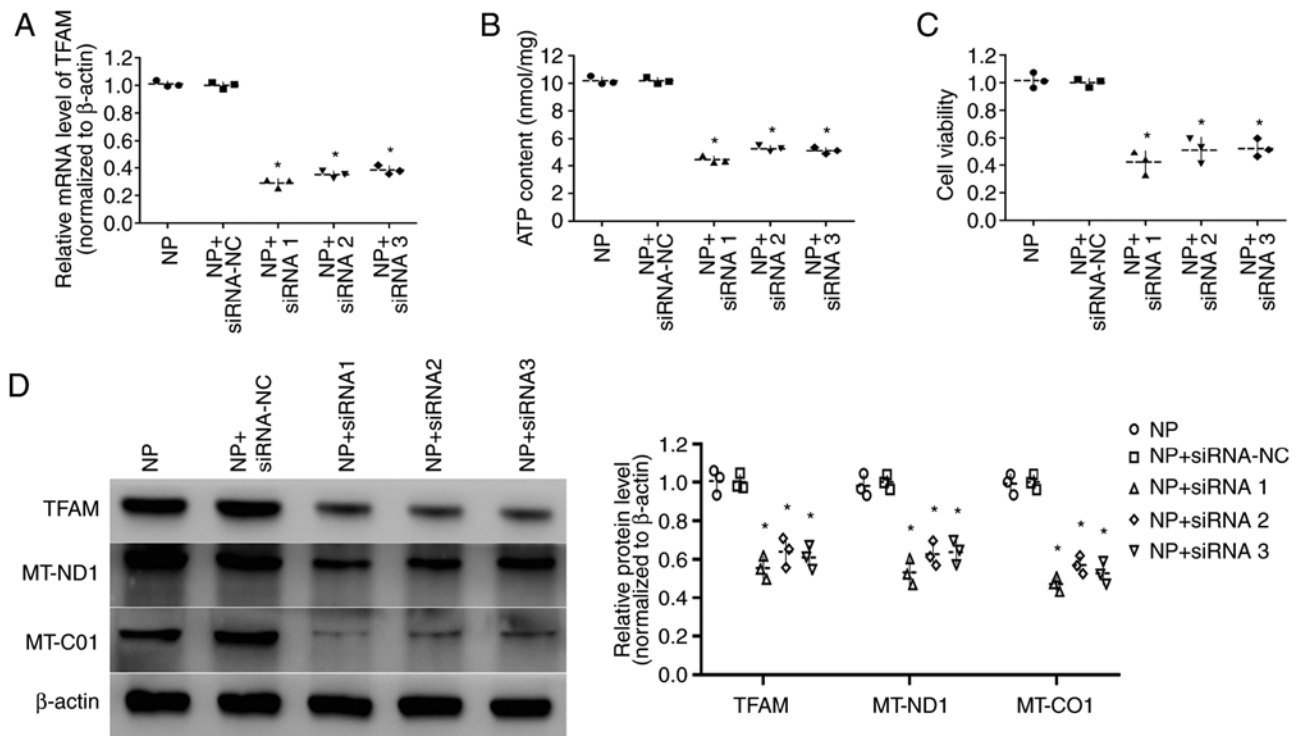 A
Relative mRNA level of TFAM
(normalized to β-actin)
1.2
1.0
0.8
0.6
0.4
0.2
0.0
*
*
*
NP
NP+
siRNA-NC
NP+
siRNA 1
NP+
siRNA 2
NP+
siRNA 3
B
ATP content (nmol/mg)
12
10
8
6
4
2
0
*
*
*
NP
NP+
siRNA-NC
NP+
siRNA 1
NP+
siRNA 2
NP+
siRNA 3
C
Cell viability
1.2
1.0
0.8
0.6
0.4
0.2
0.0
*
*
*
NP
NP+
siRNA-NC
NP+
siRNA 1
NP+
siRNA 2
NP+
siRNA 3
D
NP
NP+
siRNA-NC
NP+siRNA1
NP+siRNA2
NP+siRNA3
TFAM
MT-ND1
MT-C01
β-actin
Relative protein level
(normalized to β-actin)
1.2
1.0
0.8
0.6
0.4
0.2
0.0
* * *
* * *
* * *
TFAM
MT-ND1
MT-CO1
NP
NP+siRNA-NC
NP+siRNA 1
NP+siRNA 2
NP+siRNA 3